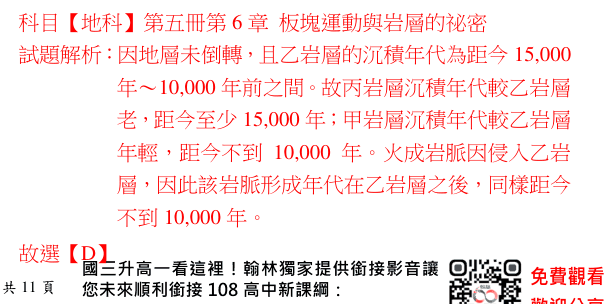 科目【地科】第五冊第 6 章 板塊運動與岩層的祕密
試題解析：因地層未倒轉，且乙岩層的沉積年代為距今 15,000
年～10,000 年前之間。故丙岩層沉積年代較乙岩層
老，距今至少 15,000 年；甲岩層沉積年代較乙岩層
年輕，距今不到 10,000 年。火成岩脈因侵入乙岩
層，因此該岩脈形成年代在乙岩層之後，同樣距今
不到 10,000 年。
故選【D】
國三升高一看這裡！翰林獨家提供銜接影音讓
共 11 頁 您未來順利銜接 108 高中新課綱：
免費觀看
歡迎分享